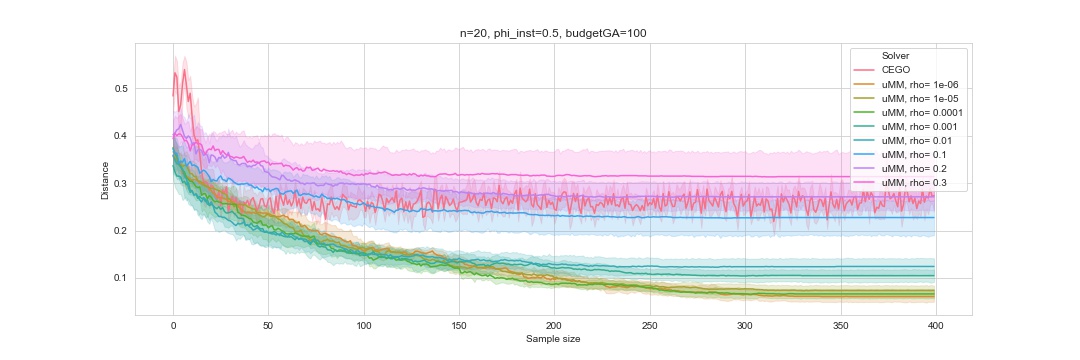 n=20, phi_inst=0.5, budgetGA=100
Distance
0.5
0.4
0.3
0.2
0.1
0
50
100
150
200
250
300
350
400
Sample size
Solver
CEGO
uMM, rho= 1e-06
uMM, rho= 1e-05
uMM, rho= 0.0001
uMM, rho= 0.001
uMM, rho= 0.01
uMM, rho= 0.1
uMM, rho= 0.2
uMM, rho= 0.3